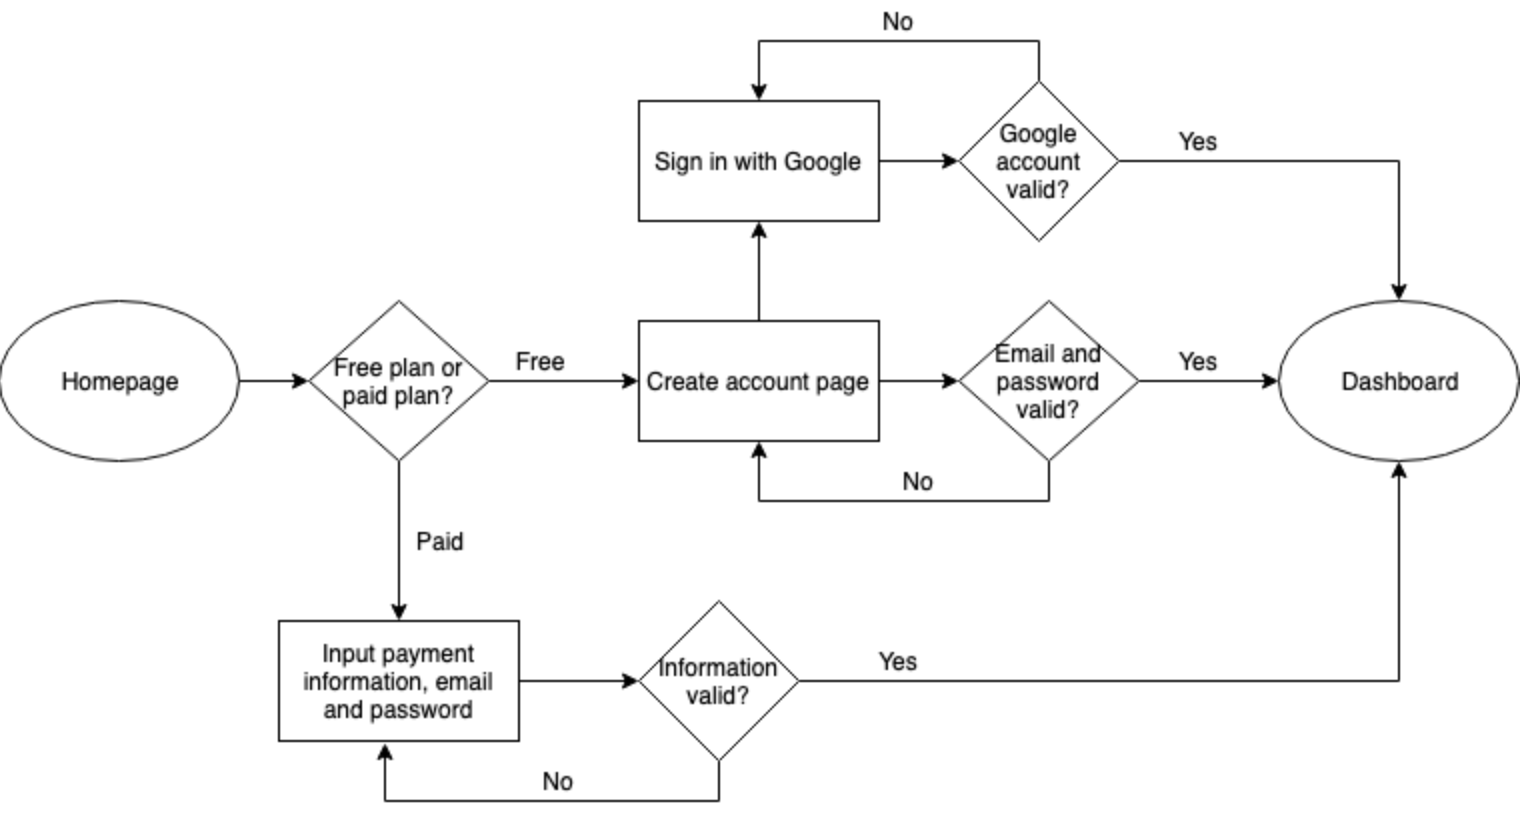 No
Google
account
valid?
Yes
Sign in with Google
Homepage
Free plan or
paid plan?
Free
Create account page
Email and
password
valid?
Yes
Dashboard
No
Paid
Input payment
information, email
and password
Information
valid?
Yes
No